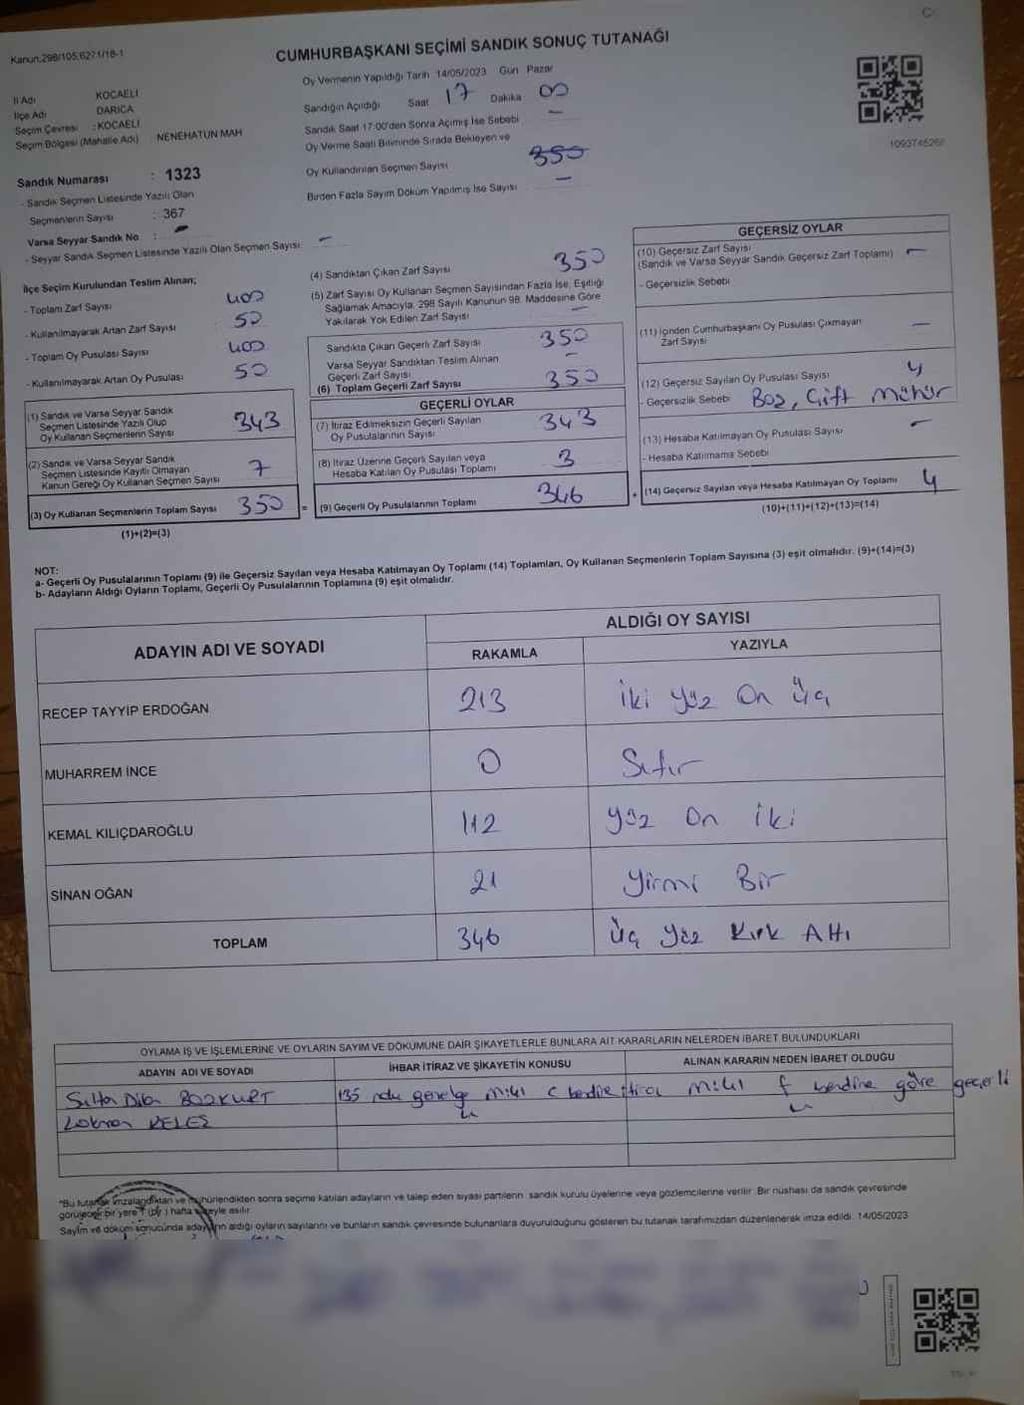 Kanun:298/105,6271/18-1
CUMHURBAŞKANI SEÇİMİ SANDIK SONUÇ TUTANAĞI
İl Adı KOCAELİ
İlçe Adı DARICA
Seçim Çevresi : KOCAELİ
Seçim Bölgesi (Mahalle Adı) NENEHATUN MAH
Oy Vermenin Yapıldığı Tarih 14/05/2023 Gün Pazar
Sandığın Açıldığı Saat 17 Dakika 00
Sandık Saat 17:00'den Sonra Açılmış İse Sebebi -
Oy Verme Saati Bitiminde Sırada Bekleyen ve
Oy Kullandırılan Seçmen Sayısı 350
Birden Fazla Sayım Döküm Yapılmış İse Sayısı -
Sandık Numarası : 1323
- Sandık Seçmen Listesinde Yazılı Olan
Seçmenlerin Sayısı : 367
Varsa Seyyar Sandık No : -
- Seyyar Sandık Seçmen Listesinde Yazılı Olan Seçmen Sayısı: -
İlçe Seçim Kurulundan Teslim Alınan;
- Toplam Zarf Sayısı 400
- Kullanılmayarak Artan Zarf Sayısı 50
- Toplam Oy Pusulası Sayısı 400
- Kullanılmayarak Artan Oy Pusulası 50
(1) Sandık ve Varsa Seyyar Sandık
Seçmen Listesinde Yazılı Olup
Oy Kullanan Seçmenlerin Sayısı 343
(2) Sandık ve Varsa Seyyar Sandık
Seçmen Listesinde Kayıtlı Olmayan
Kanun Gereği Oy Kullanan Seçmen Sayısı 7
(3) Oy Kullanan Seçmenlerin Toplam Sayısı 350 =
(1)+(2)=(3)
(4) Sandıktan Çıkan Zarf Sayısı 350
(5) Zarf Sayısı Oy Kullanan Seçmen Sayısından Fazla İse, Eşitliği
Sağlamak Amacıyla, 298 Sayılı Kanunun 98. Maddesine Göre
Yakılarak Yok Edilen Zarf Sayısı -
Sandıkta Çıkan Geçerli Zarf Sayısı 350
Varsa Seyyar Sandıktan Teslim Alınan
Geçerli Zarf Sayısı -
(6) Toplam Geçerli Zarf Sayısı 350
GEÇERLİ OYLAR
(7) İtiraz Edilmeksizin Geçerli Sayılan
Oy Pusulalarının Sayısı 343
(8) İtiraz Üzerine Geçerli Sayılan veya
Hesaba Katılan Oy Pusulası Toplamı 3
(9) Geçerli Oy Pusulalarının Toplamı 346 +
GEÇERSİZ OYLAR
(10) Geçersiz Zarf Sayısı
(Sandık ve Varsa Seyyar Sandık Geçersiz Zarf Toplamı) -
- Geçersizlik Sebebi
(11) İçinden Cumhurbaşkanı Oy Pusulası Çıkmayan
Zarf Sayısı -
(12) Geçersiz Sayılan Oy Pusulası Sayısı 4
- Geçersizlik Sebebi Boş, Çift Mühür
(13) Hesaba Katılmayan Oy Pusulası Sayısı -
- Hesaba Katılmama Sebebi
(14) Geçersiz Sayılan veya Hesaba Katılmayan Oy Toplamı 4
(10)+(11)+(12)+(13)=(14)
NOT:
a- Geçerli Oy Pusulalarının Toplamı (9) ile Geçersiz Sayılan veya Hesaba Katılmayan Oy Toplamı (14) Toplamları, Oy Kullanan Seçmenlerin Toplam Sayısına (3) eşit olmalıdır. (9)+(14)=(3)
b- Adayların Aldığı Oyların Toplamı, Geçerli Oy Pusulalarının Toplamına (9) eşit olmalıdır.
ADAYIN ADI VE SOYADI ALDIĞI OY SAYISI
RAKAMLA YAZIYLA
RECEP TAYYİP ERDOĞAN 213 iki yüz On üç
MUHARREM İNCE 0 Sıfır
KEMAL KILIÇDAROĞLU 112 yüz On iki
SİNAN OĞAN 21 Yirmi Bir
TOPLAM 346 Üç Yüz Kırk Altı
OYLAMA İŞ VE İŞLEMLERİNE VE OYLARIN SAYIM VE DÖKÜMÜNE DAİR ŞİKAYETLERLE BUNLARA AİT KARARLARIN NELERDEN İBARET BULUNDUKLARI
ADAYIN ADI VE SOYADI İHBAR İTİRAZ VE ŞİKAYETİN KONUSU ALINAN KARARIN NEDEN İBARET OLDUĞU
BOZKURT 135 nolu genelge c bendine itiraz f bendine göre geçerli
KELEŞ
*Bu tutanak imzalandıktan ve mühürlendikten sonra seçime katılan adayların ve talep eden siyasi partilerin sandık kurulu üyelerine veya gözlemcilerine verilir. Bir nüshası da sandık çevresinde
görülecek bir yere 1 (bir) hafta süreyle asılır.
Sayım ve döküm sonucunda adayların aldığı oyların sayılarını ve bunların sandık çevresinde bulunanlara duyurulduğunu gösteren bu tutanak tarafımızdan düzenlenerek imza edildi. 14/05/2023